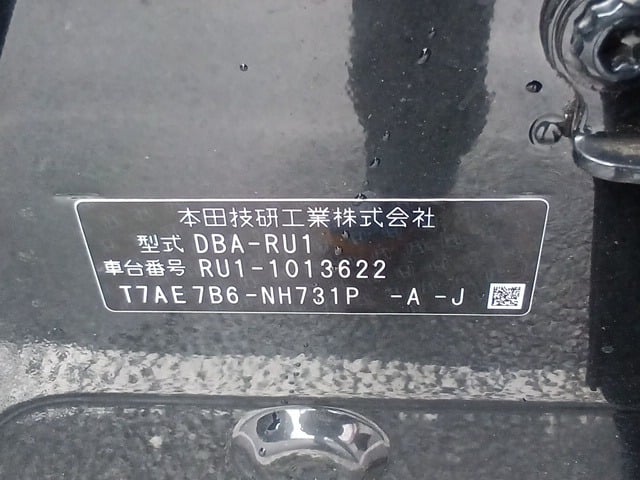 本田技研工業株式会社
型式 DBA-RU1
車台番号 RU1-1013622
T7AE7B6-NH731P -A -J